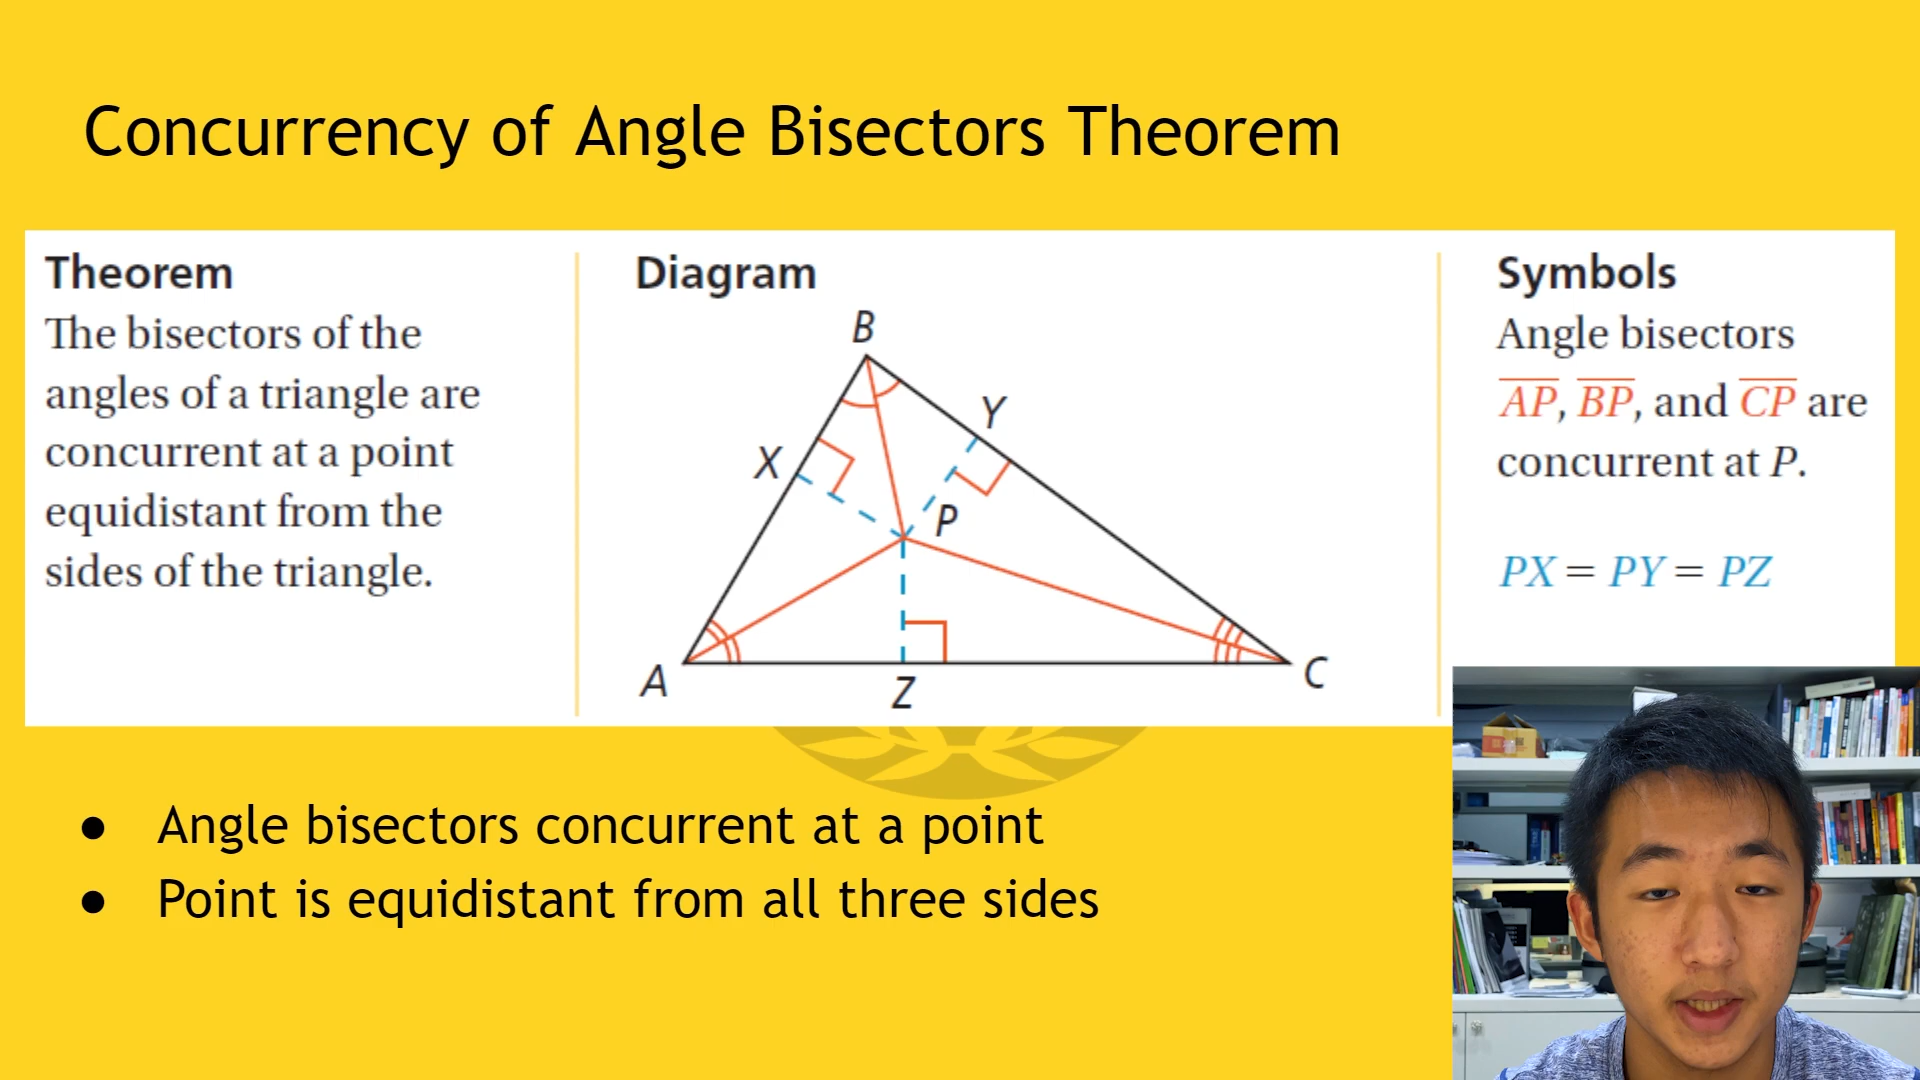 Concurrency of Angle Bisectors Theorem
Theorem
The bisectors of the
angles of a triangle are
concurrent at a point
equidistant from the
sides of the triangle.
Diagram
B
Y
X
P
A
Z
C
Symbols
Angle bisectors
AP, BP, and CP are
concurrent at P.
PX = PY = PZ
● Angle bisectors concurrent at a point
● Point is equidistant from all three sides